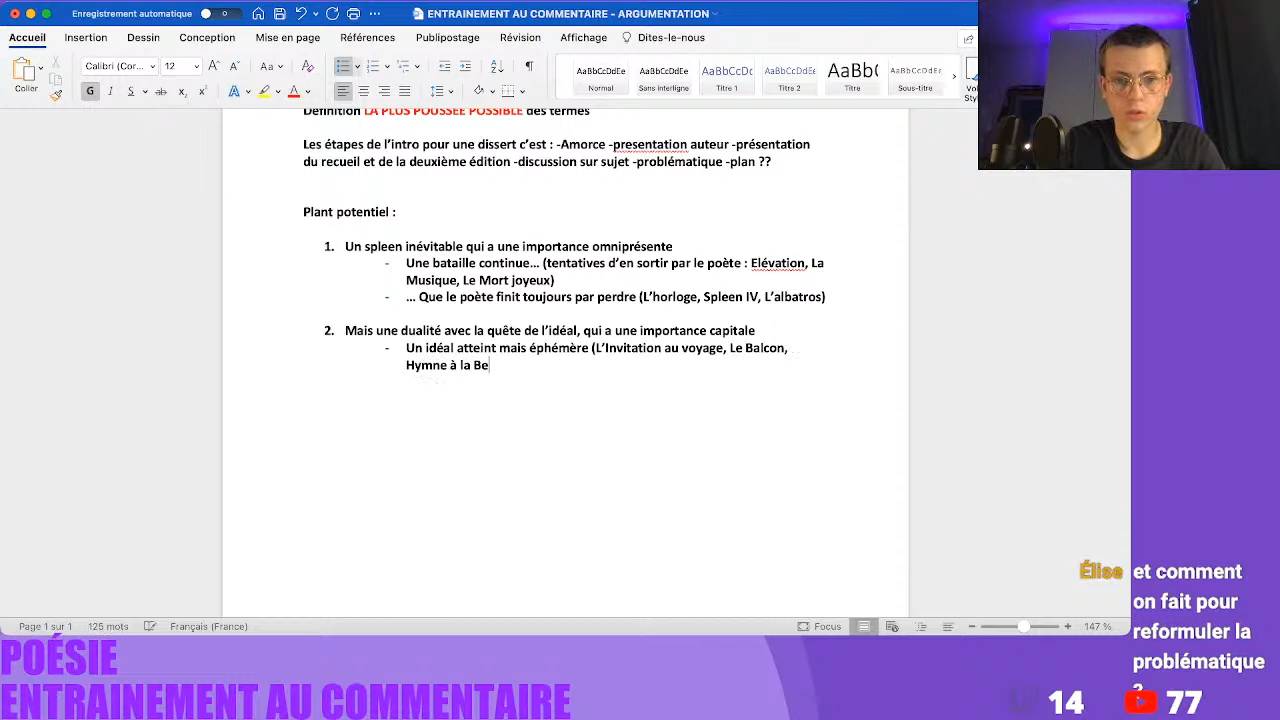 Enregistrement automatique
ENTRAINEMENT AU COMMENTAIRE - ARGUMENTATION
Accueil Insertion Dessin Conception Mise en page Références Publipostage Révision Affichage Dites-le-nous
Coller
Calibri (Cor... 12
G I S ab X₂ X²
AaBbCcDdEe AaBbCcDdEe AaBbCcDc AaBbCcDdEe AaBb( AaBbCcDdEe
Normal Sans interligne Titre 1 Titre 2 Titre Sous-titre
Définition LA PLUS POUSSEE POSSIBLE des termes
Les étapes de l'intro pour une dissert c'est : -Amorce -presentation auteur -présentation
du recueil et de la deuxième édition -discussion sur sujet -problématique -plan ??
Plant potentiel :
1. Un spleen inévitable qui a une importance omniprésente
- Une bataille continue… (tentatives d'en sortir par le poète : Elévation, La
Musique, Le Mort joyeux)
- … Que le poète finit toujours par perdre (L'horloge, Spleen IV, L'albatros)
2. Mais une dualité avec la quête de l'idéal, qui a une importance capitale
- Un idéal atteint mais éphémère (L'Invitation au voyage, Le Balcon,
Hymne à la Be
Élise et comment
on fait pour
reformuler la
problématique
?
Page 1 sur 1 125 mots Français (France) Focus 147 %
POÉSIE
ENTRAINEMENT AU COMMENTAIRE
14 77